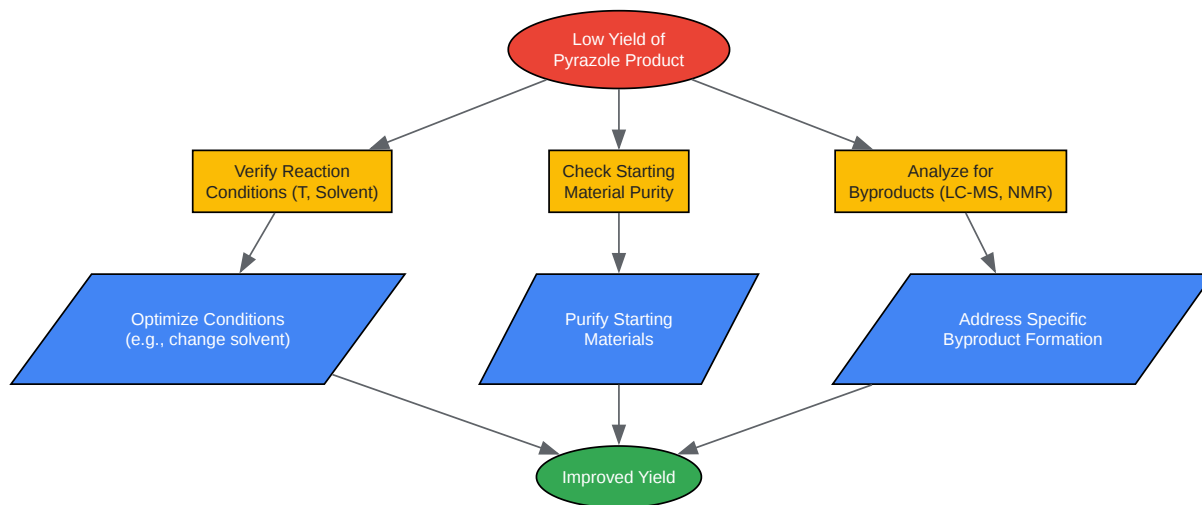 Low Yield of
Pyrazole Product
Verify Reaction
Conditions (T, Solvent)
Check Starting
Material Purity
Analyze for
Byproducts (LC-MS, NMR)
Optimize Conditions
(e.g., change solvent)
Purify Starting
Materials
Address Specific
Byproduct Formation
Improved Yield